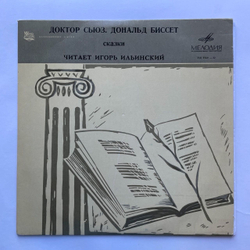 ДОКТОР СЬЮЗ. ДОНАЛЬД БИССЕТ
СКАЗКИ
ЧИТАЕТ ИГОРЬ ИЛЬИНСКИЙ
МЕЛОДИЯ